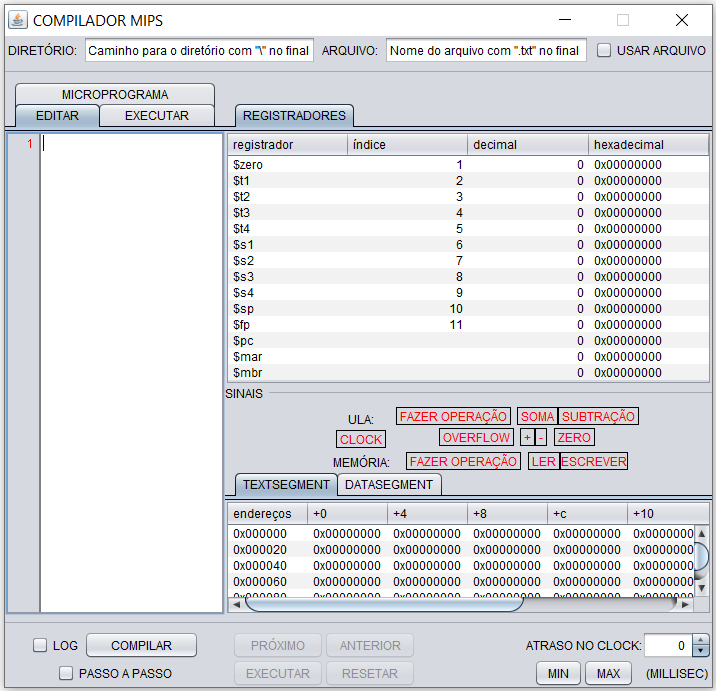 COMPILADOR MIPS
DIRETÓRIO: Caminho para o diretório com "\" no final ARQUIVO: Nome do arquivo com ".txt" no final USAR ARQUIVO
MICROPROGRAMA
EDITAR EXECUTAR REGISTRADORES
1
registrador índice decimal hexadecimal
$zero 1 0 0x00000000
$t1 2 0 0x00000000
$t2 3 0 0x00000000
$t3 4 0 0x00000000
$t4 5 0 0x00000000
$s1 6 0 0x00000000
$s2 7 0 0x00000000
$s3 8 0 0x00000000
$s4 9 0 0x00000000
$sp 10 0 0x00000000
$fp 11 0 0x00000000
$pc 0 0x00000000
$mar 0 0x00000000
$mbr 0 0x00000000
SINAIS
ULA: FAZER OPERAÇÃO SOMA SUBTRAÇÃO
CLOCK OVERFLOW + - ZERO
MEMÓRIA: FAZER OPERAÇÃO LER ESCREVER
TEXTSEGMENT DATASEGMENT
endereços +0 +4 +8 +c +10
0x000000 0x00000000 0x00000000 0x00000000 0x00000000 0x0000000
0x000020 0x00000000 0x00000000 0x00000000 0x00000000 0x0000000
0x000040 0x00000000 0x00000000 0x00000000 0x00000000 0x0000000
0x000060 0x00000000 0x00000000 0x00000000 0x00000000 0x0000000
0x000080 0x00000000 0x00000000 0x00000000 0x00000000 0x0000000
LOG COMPILAR PRÓXIMO ANTERIOR ATRASO NO CLOCK: 0
PASSO A PASSO EXECUTAR RESETAR MIN MAX (MILLISEC)